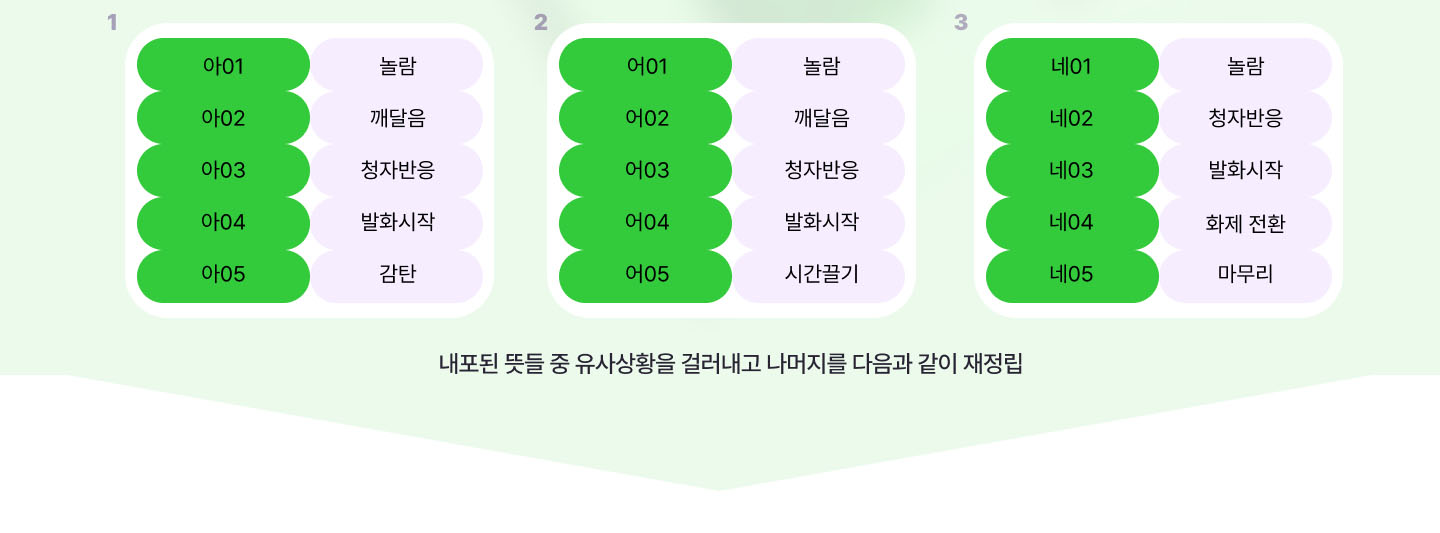 1
아01 놀람
아02 깨달음
아03 청자반응
아04 발화시작
아05 감탄
2
어01 놀람
어02 깨달음
어03 청자반응
어04 발화시작
어05 시간끌기
3
네01 놀람
네02 청자반응
네03 발화시작
네04 화제 전환
네05 마무리
내포된 뜻들 중 유사상황을 걸러내고 나머지를 다음과 같이 재정립